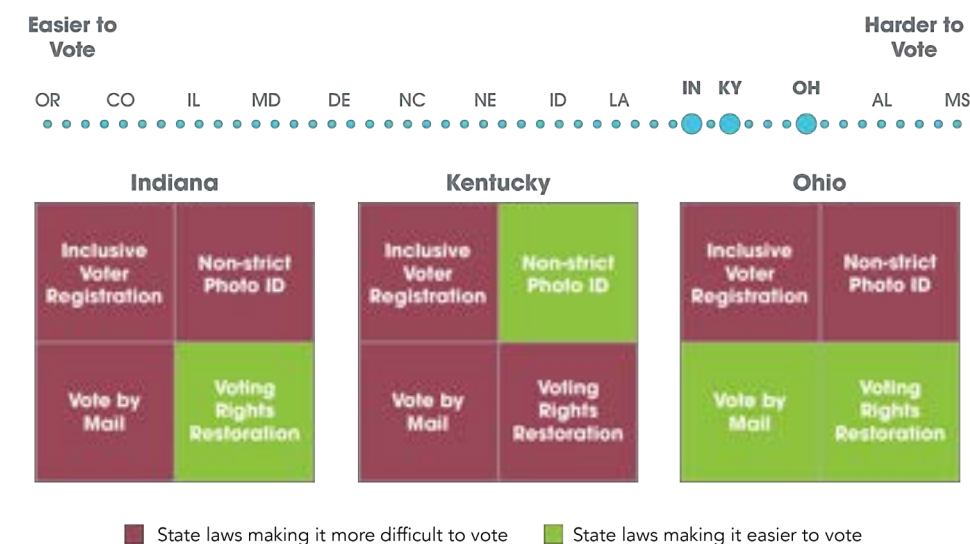 Easier to
Vote
Harder to
Vote
OR CO IL MD DE NC NE ID LA IN KY OH AL MS
Indiana
Kentucky
Ohio
Inclusive
Voter
Registration
Non-strict
Photo ID
Vote by
Mail
Voting
Rights
Restoration
Inclusive
Voter
Registration
Non-strict
Photo ID
Vote by
Mail
Voting
Rights
Restoration
Inclusive
Voter
Registration
Non-strict
Photo ID
Vote by
Mail
Voting
Rights
Restoration
State laws making it more difficult to vote
State laws making it easier to vote